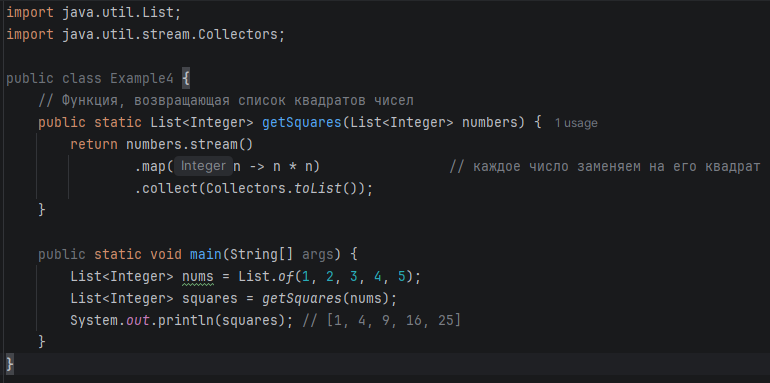 import java.util.List;
import java.util.stream.Collectors;
public class Example4 {
// Функция, возвращающая список квадратов чисел
public static List<Integer> getSquares(List<Integer> numbers) { 1 usage
return numbers.stream()
.map( Integer n -> n * n) // каждое число заменяем на его квадрат
.collect(Collectors.toList());
}
public static void main(String[] args) {
List<Integer> nums = List.of(1, 2, 3, 4, 5);
List<Integer> squares = getSquares(nums);
System.out.println(squares); // [1, 4, 9, 16, 25]
}
}